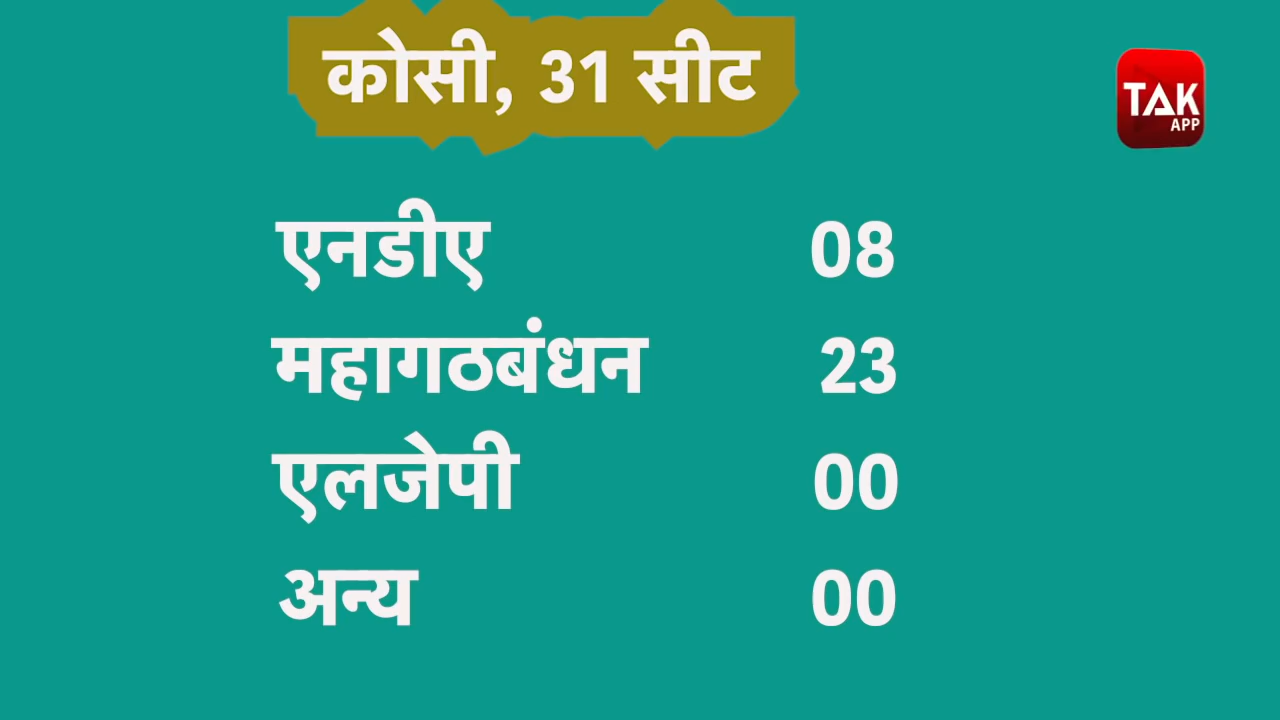 कोसी, 31 सीट
TAK
APP
एनडीए 08
महागठबंधन 23
एलजेपी 00
अन्य 00